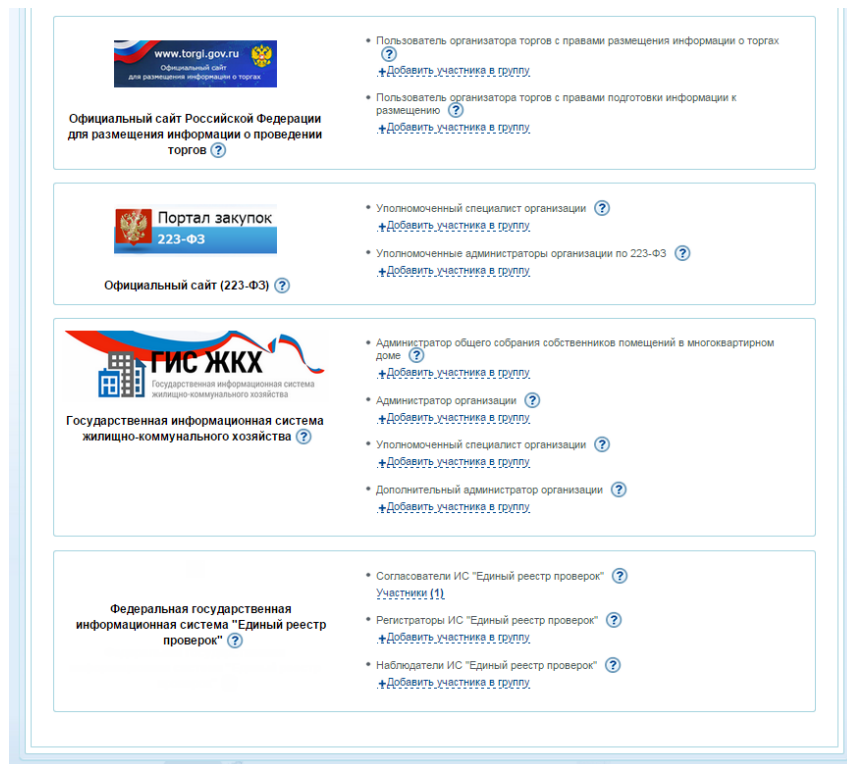 www.torgi.gov.ru
Официальный сайт
для размещения информации о торгах
Официальный сайт Российской Федерации
для размещения информации о проведении
торгов ?
• Пользователь организатора торгов с правами размещения информации о торгах
?
+Добавить участника в группу
• Пользователь организатора торгов с правами подготовки информации к
размещению ?
+Добавить участника в группу
Портал закупок
223-ФЗ
Официальный сайт (223-ФЗ) ?
• Уполномоченный специалист организации ?
+Добавить участника в группу
• Уполномоченные администраторы организации по 223-ФЗ ?
+Добавить участника в группу
ГИС ЖКХ
Государственная информационная система
жилищно-коммунального хозяйства
Государственная информационная система
жилищно-коммунального хозяйства ?
• Администратор общего собрания собственников помещений в многоквартирном
доме ?
+Добавить участника в группу
• Администратор организации ?
+Добавить участника в группу
• Уполномоченный специалист организации ?
+Добавить участника в группу
• Дополнительный администратор организации ?
+Добавить участника в группу
Федеральная государственная
информационная система "Единый реестр
проверок" ?
• Согласователи ИС "Единый реестр проверок" ?
Участники (1)
• Регистраторы ИС "Единый реестр проверок" ?
+Добавить участника в группу
• Наблюдатели ИС "Единый реестр проверок" ?
+Добавить участника в группу